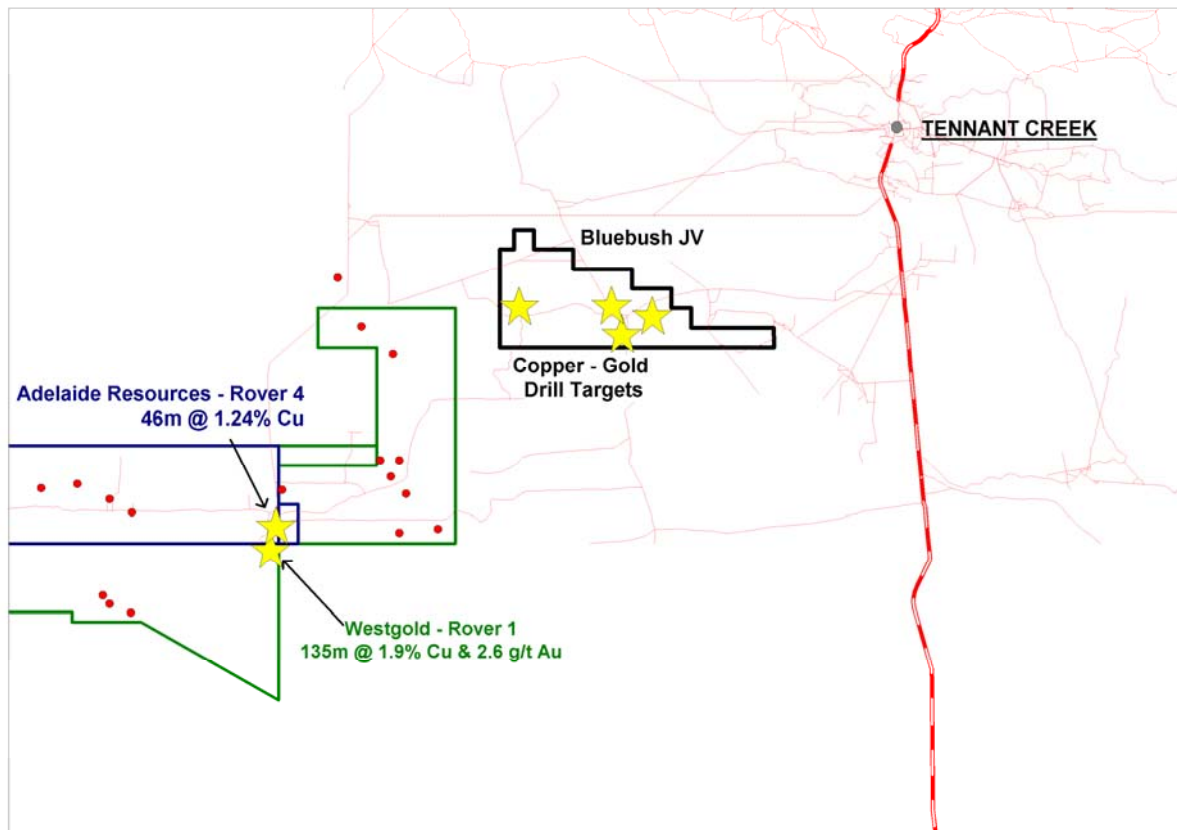 TENNANT CREEK
Bluebush JV
Copper - Gold
Drill Targets
Adelaide Resources - Rover 4
46m @ 1.24% Cu
Westgold - Rover 1
135m @ 1.9% Cu & 2.6 g/t Au